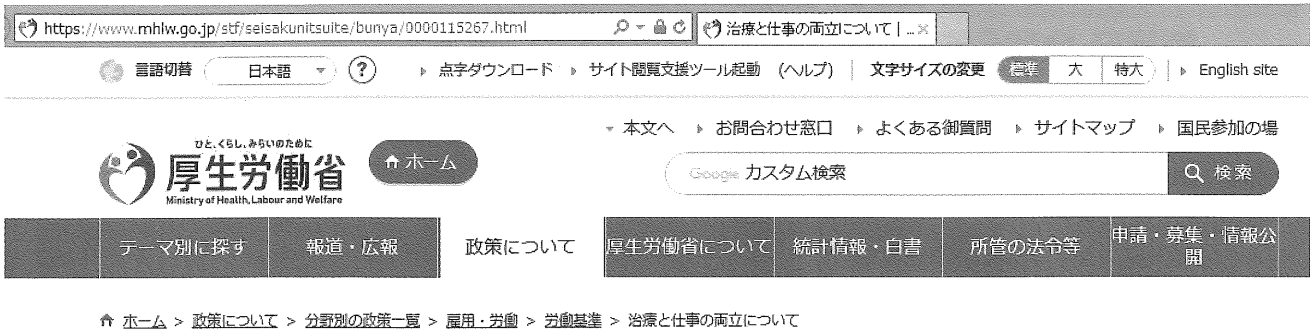 https://www.mhlw.go.jp/stf/seisakunitsuite/bunya/0000115267.html 治療と仕事の両立について | ...
言語切替 日本語 ? 点字ダウンロード サイト閲覧支援ツール起動 (ヘルプ) 文字サイズの変更 標準 大 特大 English site
本文へ お問合わせ窓口 よくある御質問 サイトマップ 国民参加の場
ひと、くらし、みらいのために
厚生労働省
Ministry of Health, Labour and Welfare
ホーム
Google カスタム検索 検索
テーマ別に探す 報道・広報 政策について 厚生労働省について 統計情報・白書 所管の法令等 申請・募集・情報公開
ホーム > 政策について > 分野別の政策一覧 > 雇用・労働 > 労働基準 > 治療と仕事の両立について